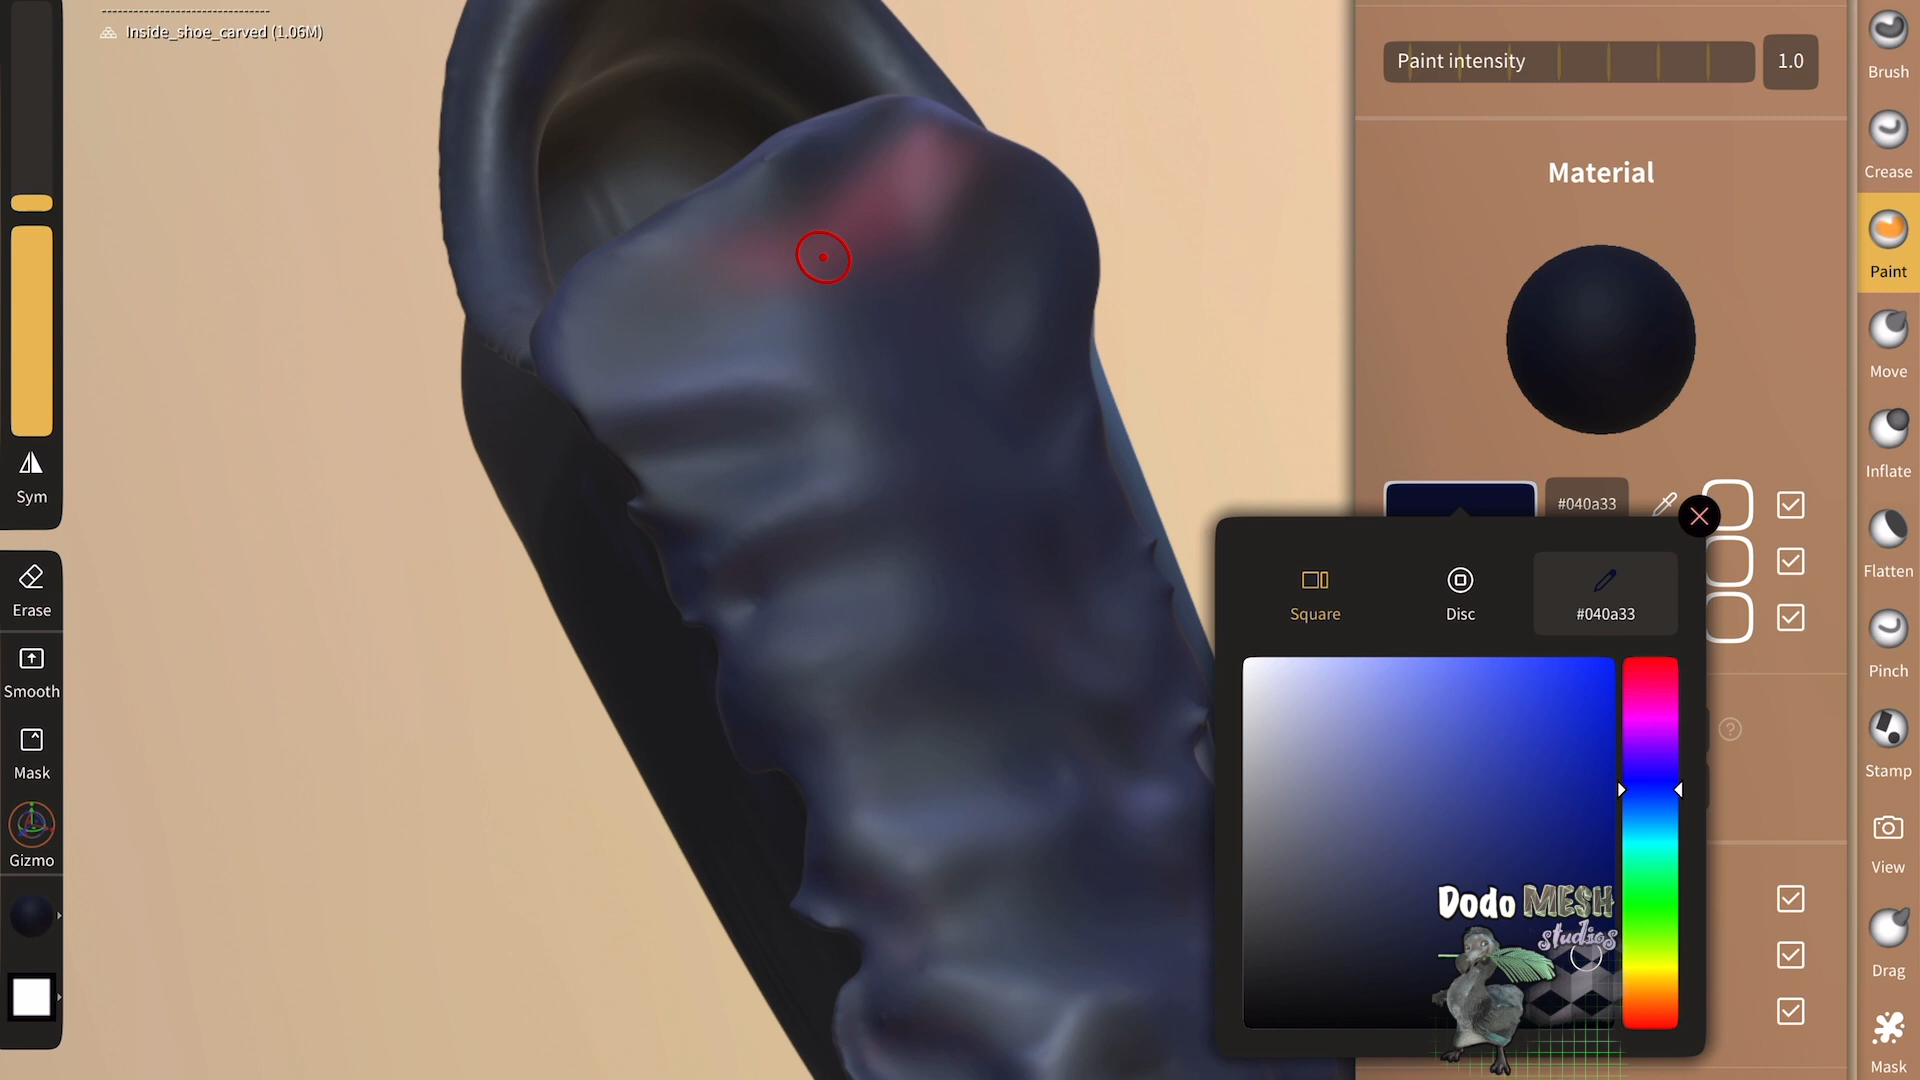 Inside_shoe_carved (1.06M)
Sym
Erase
Smooth
Mask
Gizmo
Paint intensity
1.0
Material
#040a33
Square
Disc
#040a33
?
Dodo MESH
studios
Brush
Crease
Paint
Move
Inflate
Flatten
Pinch
Stamp
View
Drag
Mask